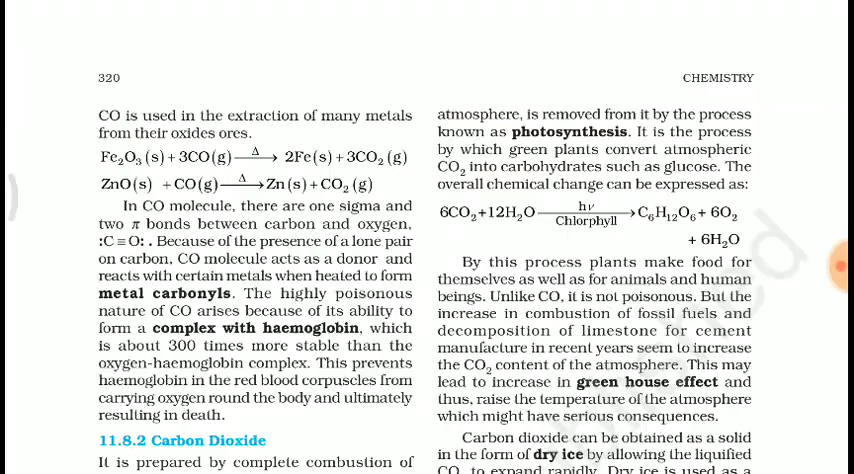 320
CHEMISTRY
CO is used in the extraction of many metals
from their oxides ores.
Fe₂O₃(s)+3CO(g) —Δ→ 2Fe(s)+3CO₂(g)
ZnO(s) +CO(g) —Δ→ Zn(s)+CO₂(g)
In CO molecule, there are one sigma and
two π bonds between carbon and oxygen,
:C ≡ O: . Because of the presence of a lone pair
on carbon, CO molecule acts as a donor and
reacts with certain metals when heated to form
metal carbonyls. The highly poisonous
nature of CO arises because of its ability to
form a complex with haemoglobin, which
is about 300 times more stable than the
oxygen-haemoglobin complex. This prevents
haemoglobin in the red blood corpuscles from
carrying oxygen round the body and ultimately
resulting in death.
11.8.2 Carbon Dioxide
It is prepared by complete combustion of
atmosphere, is removed from it by the process
known as photosynthesis. It is the process
by which green plants convert atmospheric
CO₂ into carbohydrates such as glucose. The
overall chemical change can be expressed as:
hν
6CO₂+12H₂O ⟶ C₆H₁₂O₆+ 6O₂
Chlorphyll
+ 6H₂O
By this process plants make food for
themselves as well as for animals and human
beings. Unlike CO, it is not poisonous. But the
increase in combustion of fossil fuels and
decomposition of limestone for cement
manufacture in recent years seem to increase
the CO₂ content of the atmosphere. This may
lead to increase in green house effect and
thus, raise the temperature of the atmosphere
which might have serious consequences.
Carbon dioxide can be obtained as a solid
in the form of dry ice by allowing the liquified
CO₂ to expand rapidly. Dry ice is used as a